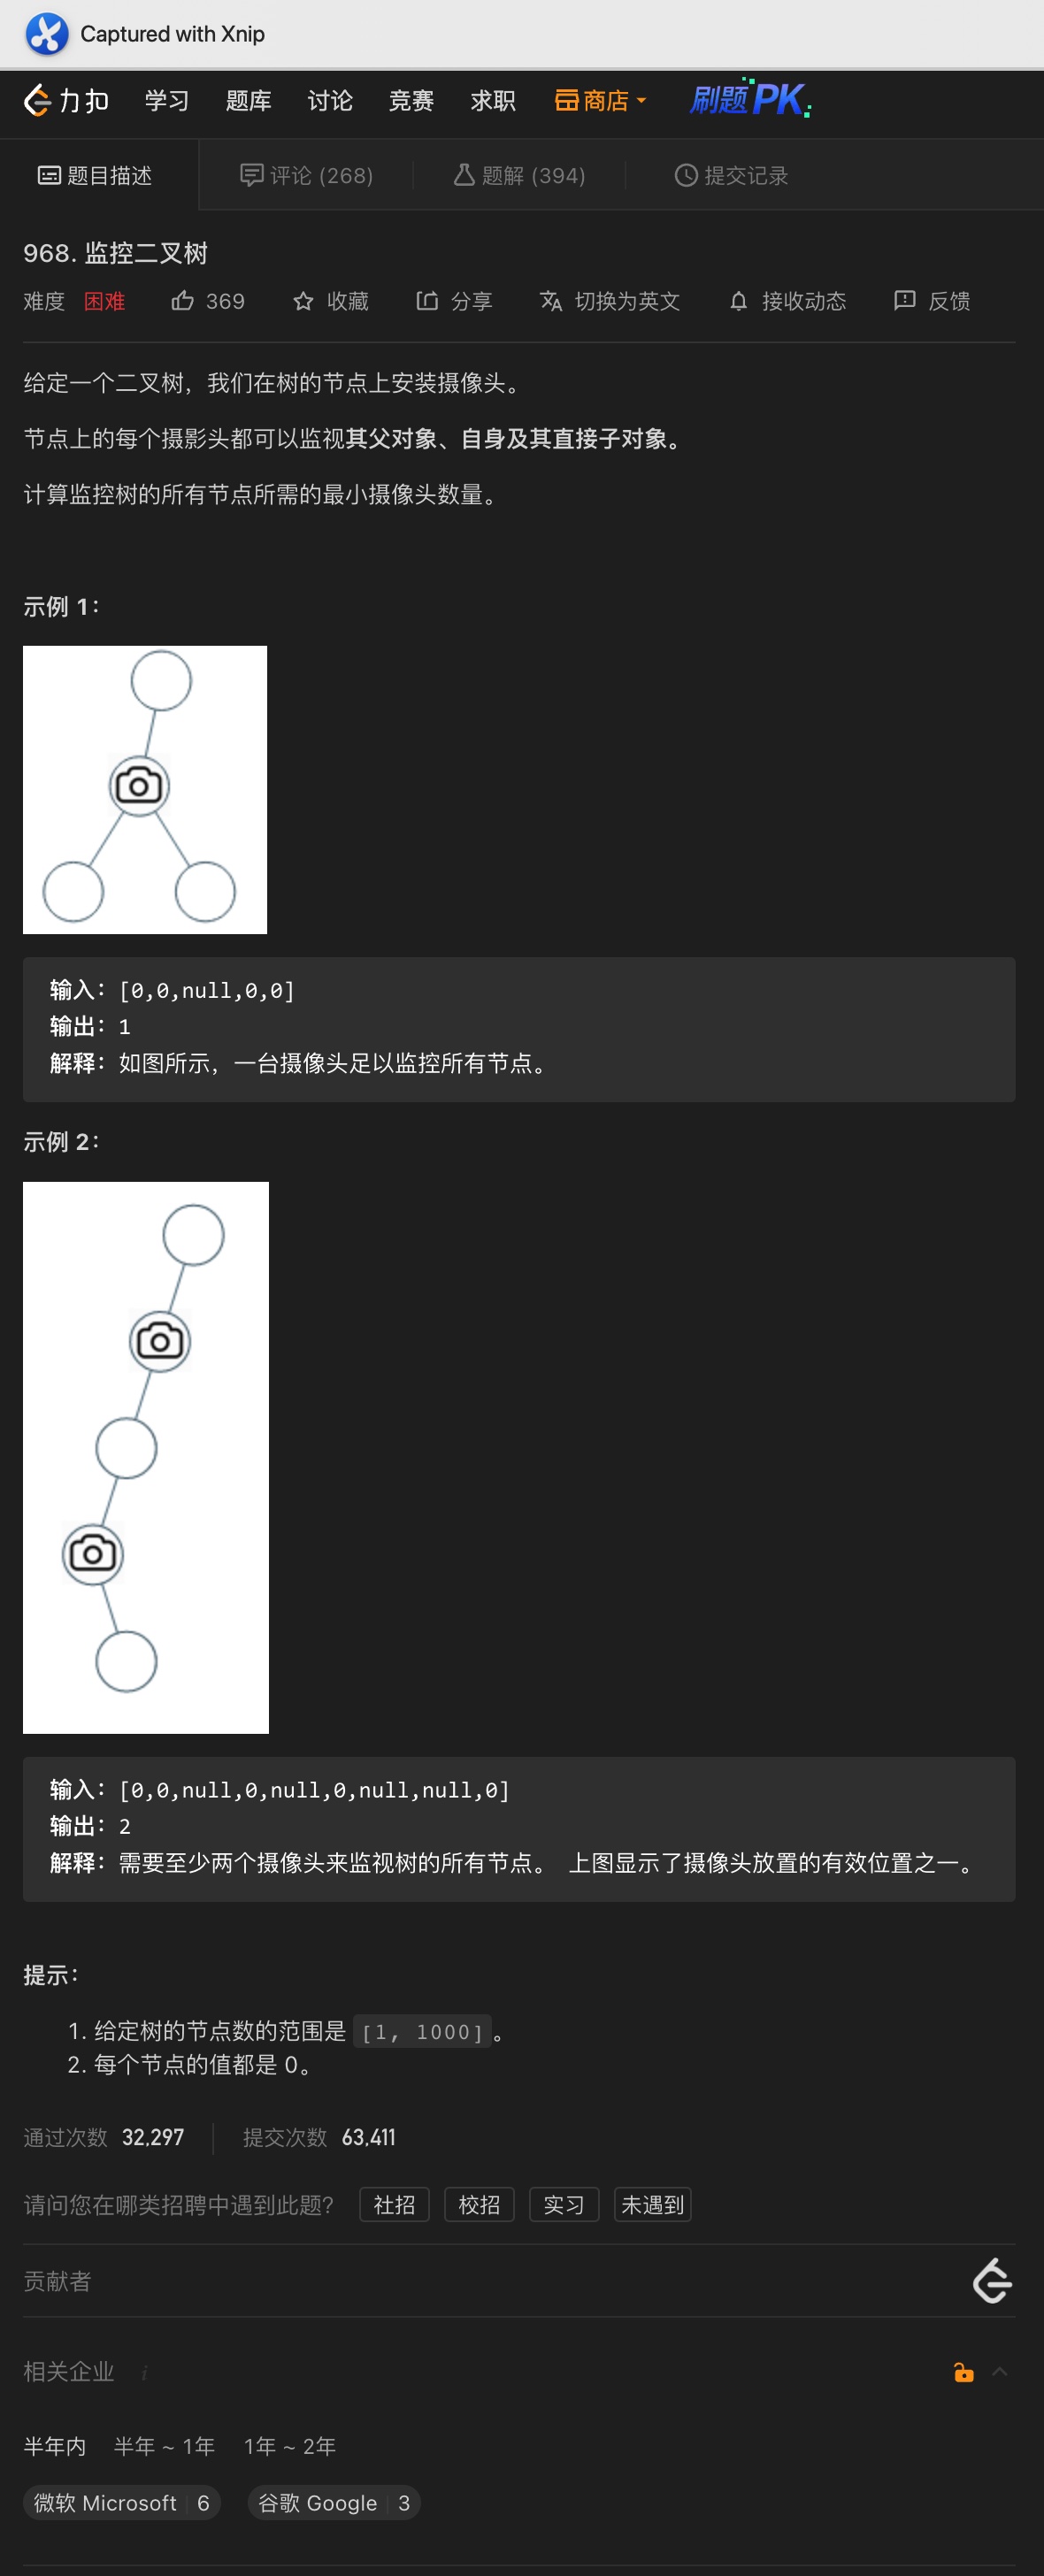 Captured with Xnip
力扣 学习 题库 讨论 竞赛 求职 商店 刷题PK
题目描述 评论 (268) 题解 (394) 提交记录
968. 监控二叉树
难度 困难 369 收藏 分享 切换为英文 接收动态 反馈
给定一个二叉树，我们在树的节点上安装摄像头。
节点上的每个摄影头都可以监视其父对象、自身及其直接子对象。
计算监控树的所有节点所需的最小摄像头数量。
示例 1：
输入：[0,0,null,0,0]
输出：1
解释：如图所示，一台摄像头足以监控所有节点。
示例 2：
输入：[0,0,null,0,null,0,null,null,0]
输出：2
解释：需要至少两个摄像头来监视树的所有节点。 上图显示了摄像头放置的有效位置之一。
提示：
1. 给定树的节点数的范围是 [1, 1000]。
2. 每个节点的值都是 0。
通过次数 32,297 提交次数 63,411
请问您在哪类招聘中遇到此题? 社招 校招 实习 未遇到
贡献者
相关企业 i
半年内 半年 ~ 1年 1年 ~ 2年
微软 Microsoft 6 谷歌 Google 3